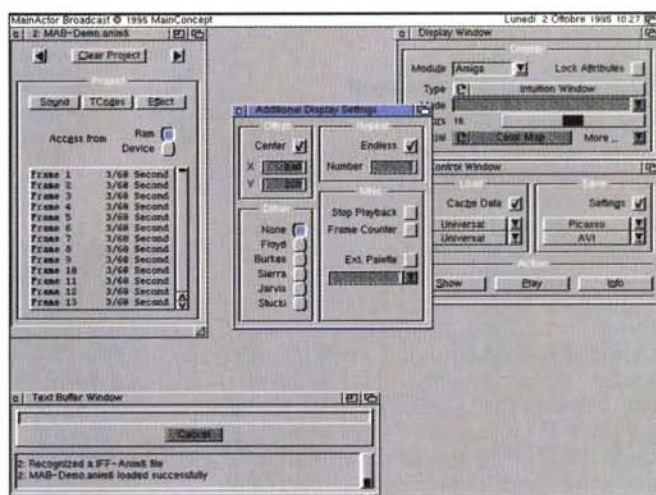 MainActor Broadcast © 1995 MainConcept
Lunedì 2 Ottobre 1995 10:27
2: MAB-Demo.anim5
Clear Project
Project
Sound
TCodes
Effect
Access from
Ram
Device
Frame 1 3/60 Second
Frame 2 3/60 Second
Frame 3 3/60 Second
Frame 4 3/60 Second
Frame 5 3/60 Second
Frame 6 3/60 Second
Frame 7 3/60 Second
Frame 8 3/60 Second
Frame 9 3/60 Second
Frame 10 3/60 Second
Frame 11 3/60 Second
Frame 12 3/60 Second
Frame 13 3/60 Second
Additional Display Settings
Offset
Center
X
Y
Dither
None
Floyd
Burkes
Sierra
Jarvis
Stucki
Repeat
Endless
Number
Misc
Stop Playback
Frame Counter
Ext. Palette
Display Window
Display
Module
Amiga
Lock Attributes
Type
Intuition Window
Mode
16
Color Map
More ...
Control Window
Load
Cache Data
Universal
Universal
Save
Settings
Picasso
AVI
Action
Show
Play
Info
Text Buffer Window
Cancel
2: Recognized a IFF-Anim5 file
2: MAB-Demo.anim5 loaded successfully